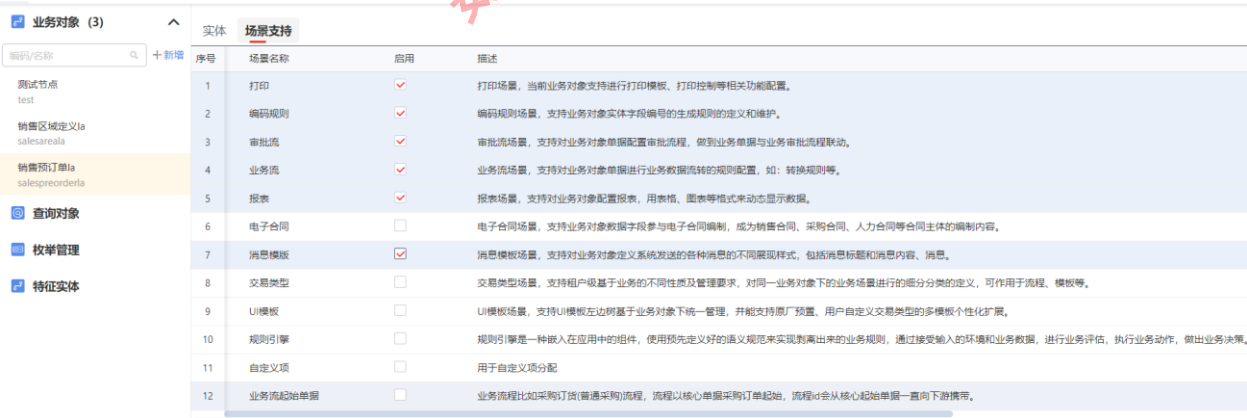 业务对象（3）
编码/名称
新增
测试节点
test
销售区域定义la
salesareala
销售预订单la
salespreorderla
查询对象
枚举管理
特征实体
实体 场景支持
序号 场景名称 启用 描述
1 打印 打印场景，当前业务对象支持进行打印模板、打印控制等相关功能配置。
2 编码规则 编码规则场景，支持业务对象实体字段编号的生成规则的定义和维护。
3 审批流 审批流场景，支持对业务对象单据配置审批流程，做到业务单据与业务审批流程联动。
4 业务流 业务流场景，支持对业务对象单据进行业务数据流转的规则配置，如：转换规则等。
5 报表 报表场景，支持对业务对象配置报表，用表格、图表等格式来动态显示数据。
6 电子合同 电子合同场景，支持业务对象数据字段参与电子合同编制，成为销售合同、采购合同、人力合同等合同主体的编制内容。
7 消息模版 消息模板场景，支持对业务对象定义系统发送的各种消息的不同展现样式，包括消息标题和消息内容、消息。
8 交易类型 交易类型场景，支持租户级基于业务的不同性质及管理要求，对同一业务对象下的业务场景进行的细分分类的定义，可作用于流程、模板等。
9 UI模板 UI模板场景，支持UI模板左边树基于业务对象下统一管理，并能支持原厂预置、用户自定义交易类型的多模板个性化扩展。
10 规则引擎 规则引擎是一种嵌入在应用中的组件，使用预先定义好的语义规范来实现剥离出来的业务规则，通过接受输入的环境和业务数据，进行业务评估，执行业务动作，做出业务决策。
11 自定义项 用于自定义项分配
12 业务流起始单据 业务流程比如采购订货(普通采购)流程，流程以核心单据采购订单起始，流程id会从核心起始单据一直向下游携带。